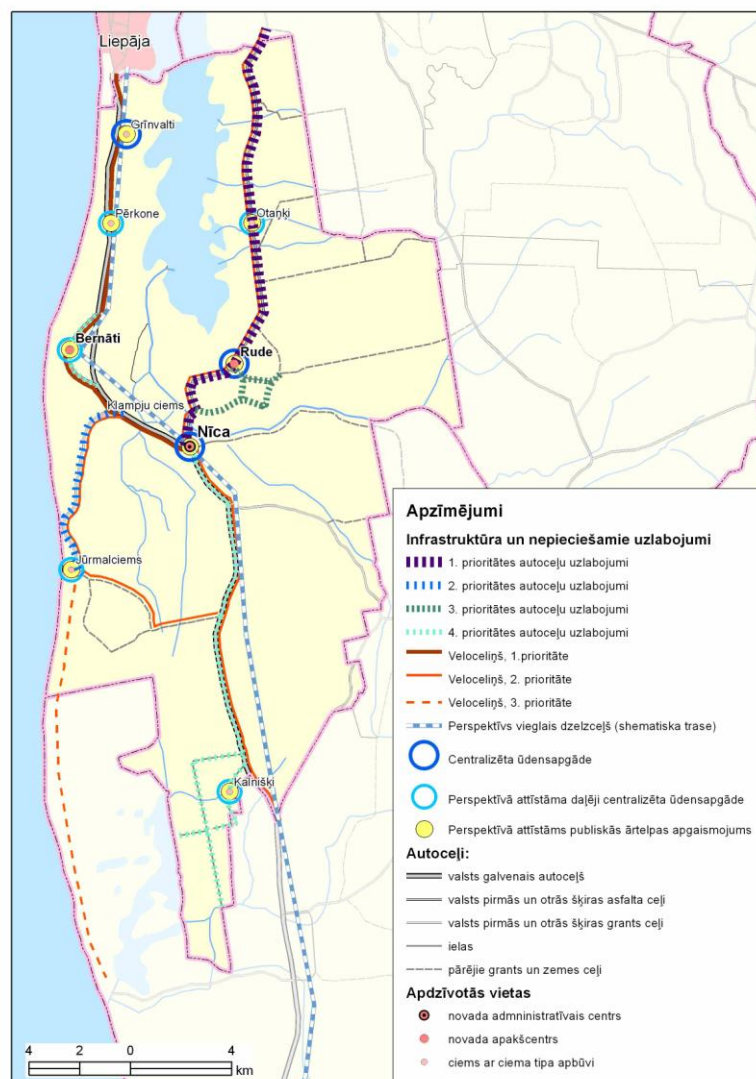 Liepāja
Grīnvalti
Pērkone
Otaņķi
Bernāti
Rude
Klampju ciems
Nīca
Jūrmalciems
Kalnišķi
Apzīmējumi
Infrastruktūra un nepieciešamie uzlabojumi
1. prioritātes autoceļu uzlabojumi
2. prioritātes autoceļu uzlabojumi
3. prioritātes autoceļu uzlabojumi
4. prioritātes autoceļu uzlabojumi
Veloceliņš, 1.prioritāte
Veloceliņš, 2. prioritāte
Veloceliņš, 3. prioritāte
Perspektīvs vieglais dzelzceļš (shematiska trase)
Centralizēta ūdensapgāde
Perspektīvā attīstāma daļēji centralizēta ūdensapgāde
Perspektīvā attīstāms publiskās ārtelpas apgaismojums
Autoceļi:
valsts galvenais autoceļš
valsts pirmās un otrās šķiras asfalta ceļi
valsts pirmās un otrās šķiras grants ceļi
ielas
pārējie grants un zemes ceļi
Apdzīvotās vietas
novada admninistratīvais centrs
novada apakšcentrs
ciems ar ciema tipa apbūvi
4 2 0 4
km